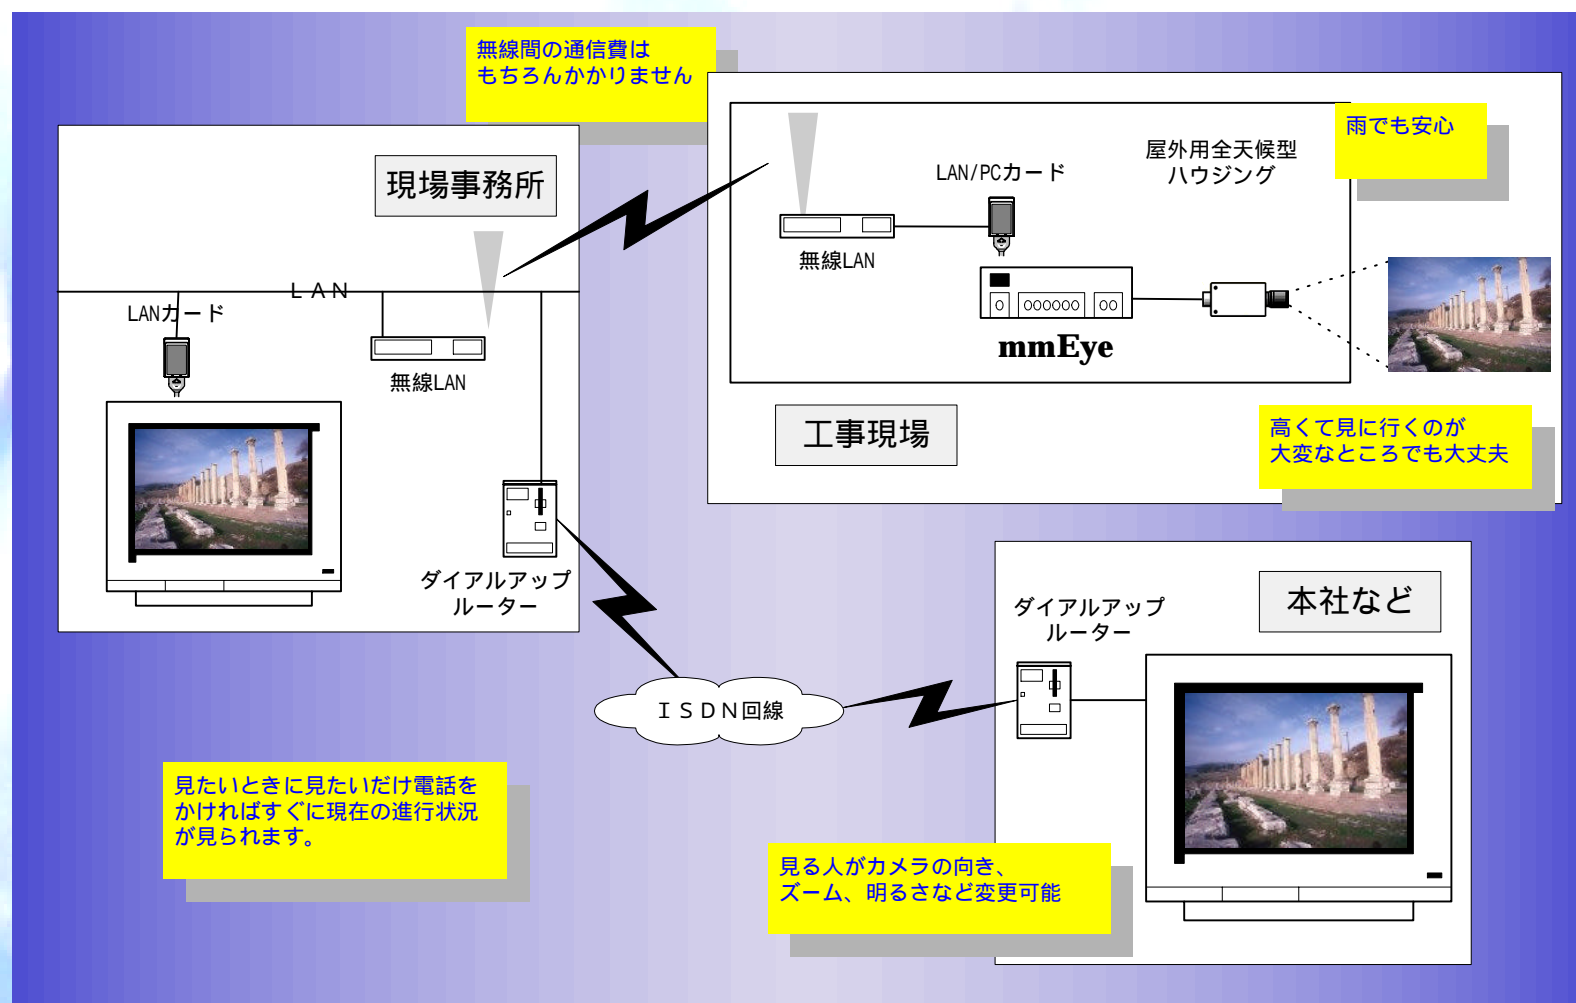 無線間の通信費は
もちろんかかりません
現場事務所
LAN/PCカード
屋外用全天候型
ハウジング
雨でも安心
無線LAN
mmEye
工事現場
高くて見に行くのが
大変なところでも大丈夫
ＬＡＮ
LANカード
無線LAN
ダイアルアップ
ルーター
ＩＳＤＮ回線
本社など
ダイアルアップ
ルーター
見たいときに見たいだけ電話を
かければすぐに現在の進行状況
が見られます。
見る人がカメラの向き、
ズーム、明るさなど変更可能